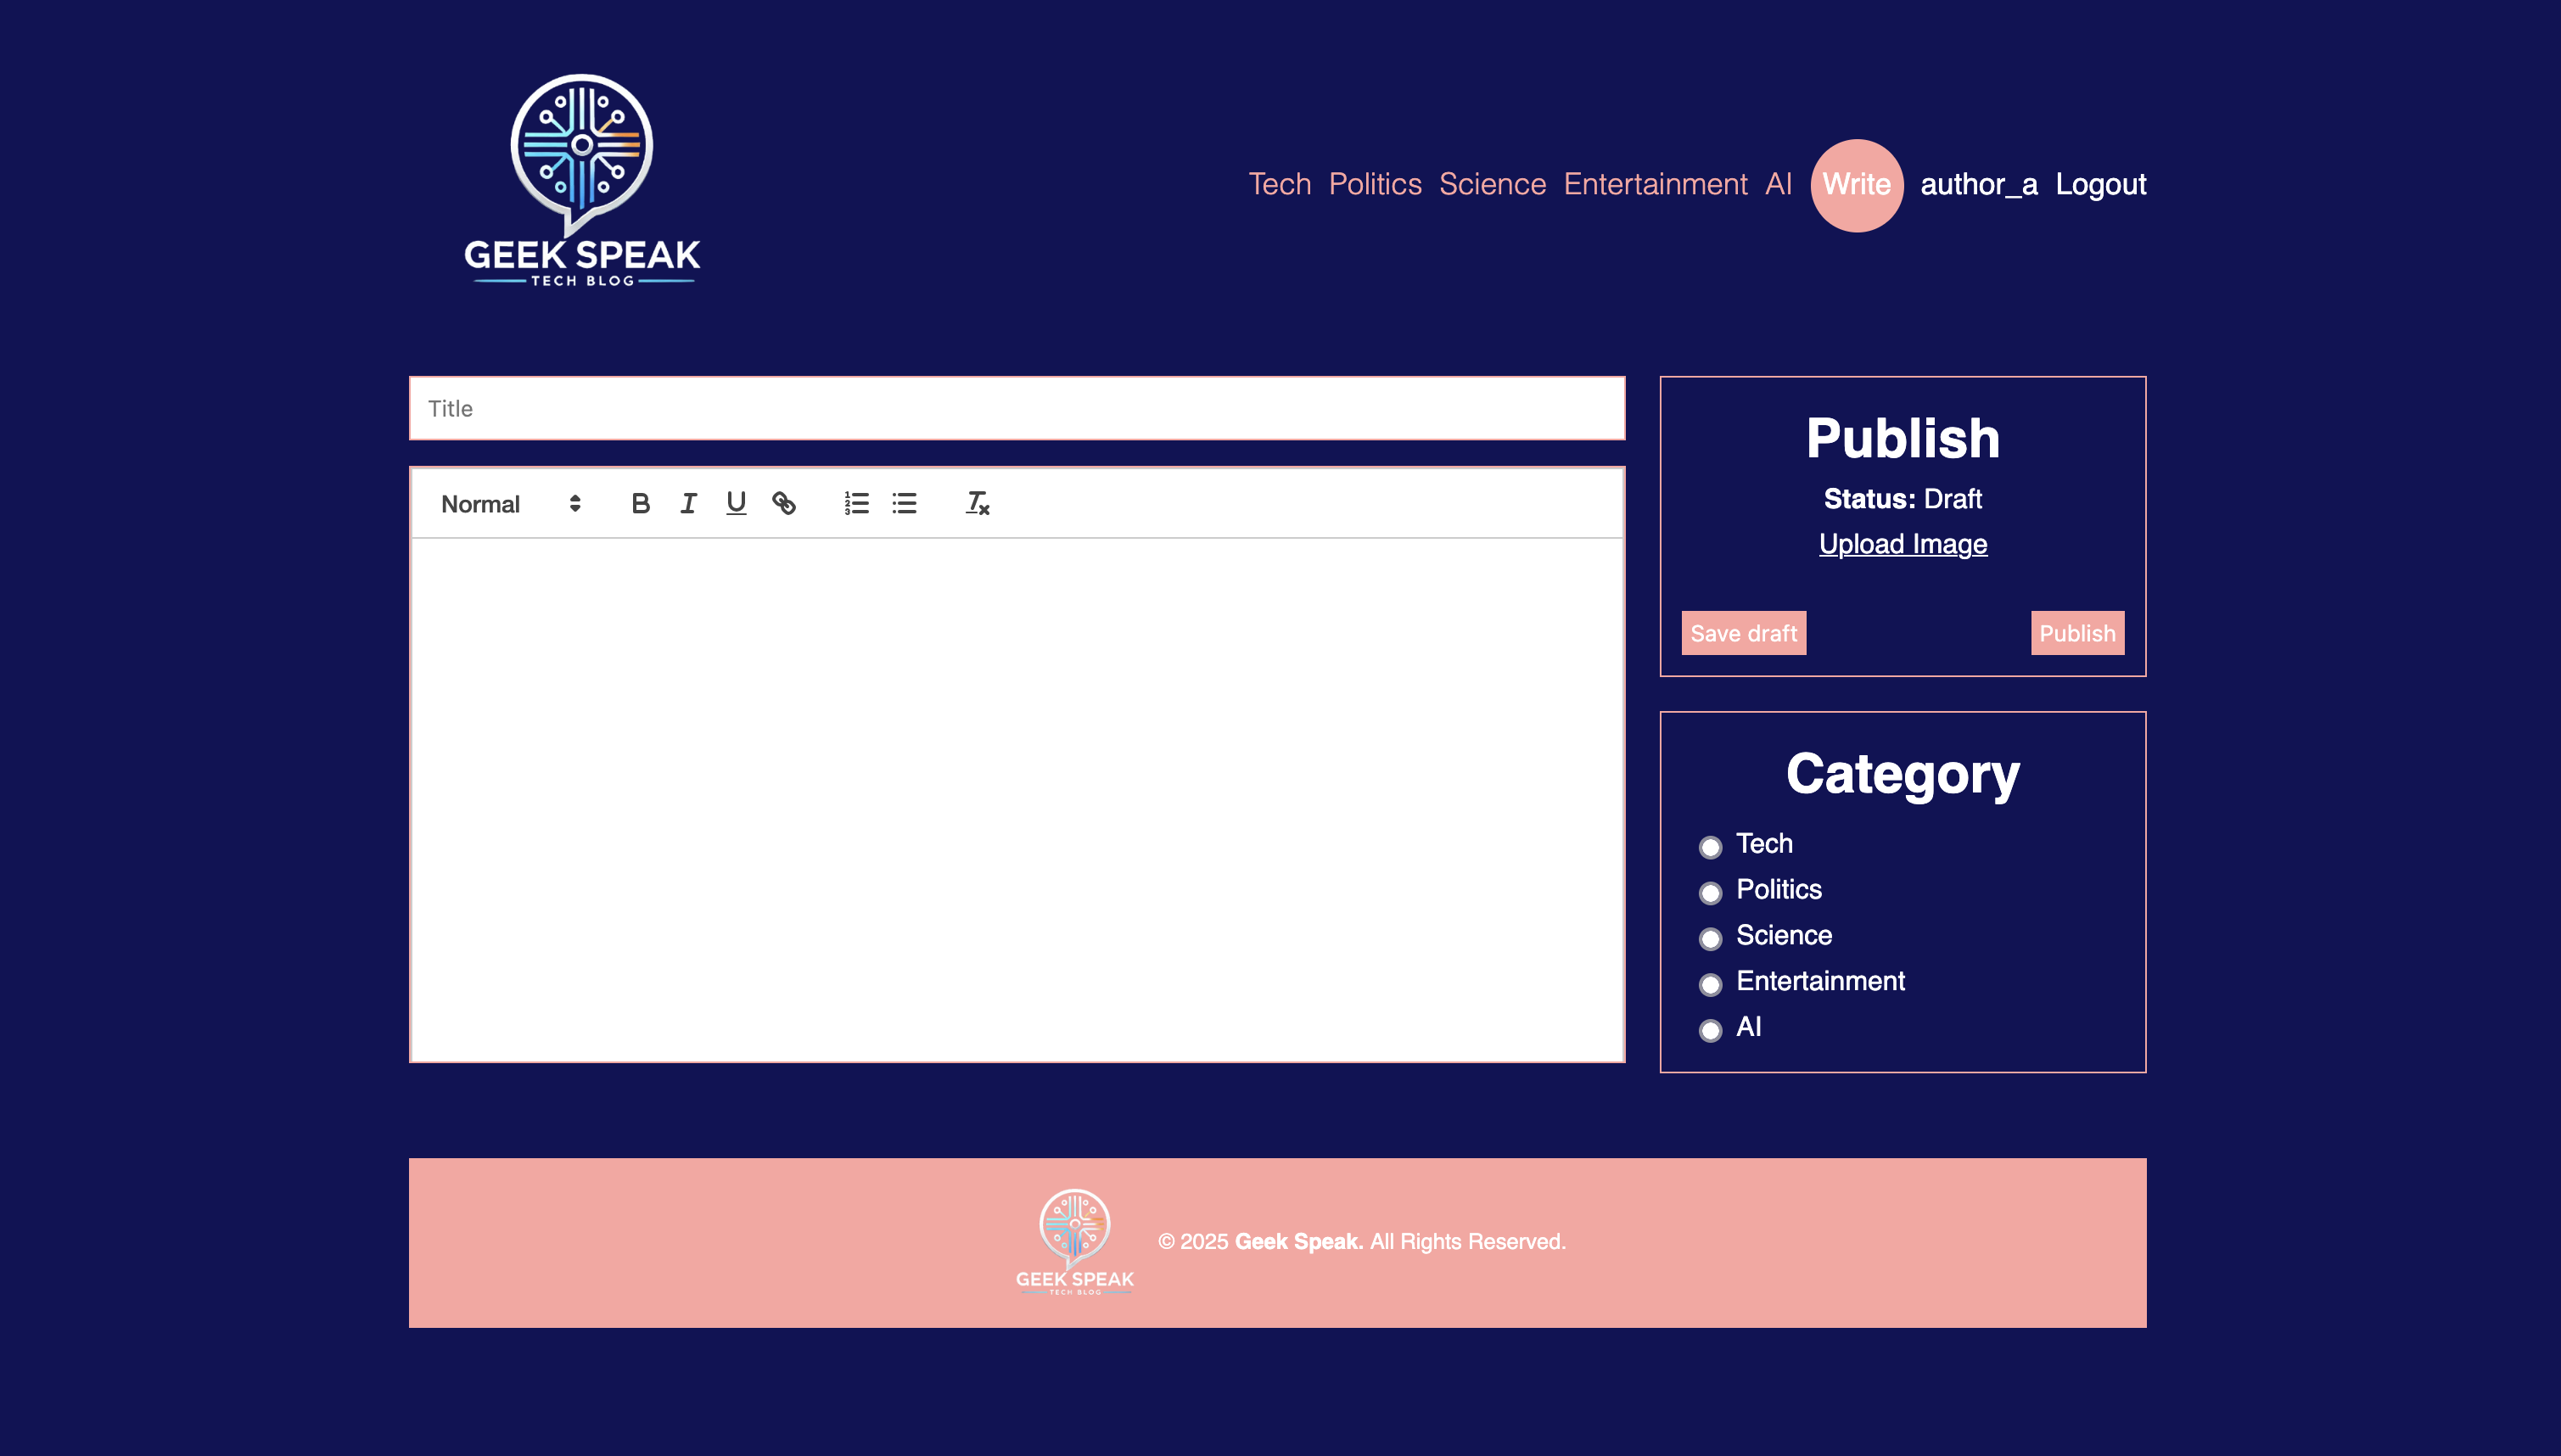 GEEK SPEAK
TECH BLOG
Tech Politics Science Entertainment AI Write author_a Logout
Title
Normal
Publish
Status: Draft
Upload Image
Save draft Publish
Category
Tech
Politics
Science
Entertainment
AI
GEEK SPEAK
TECH BLOG
© 2025 Geek Speak. All Rights Reserved.